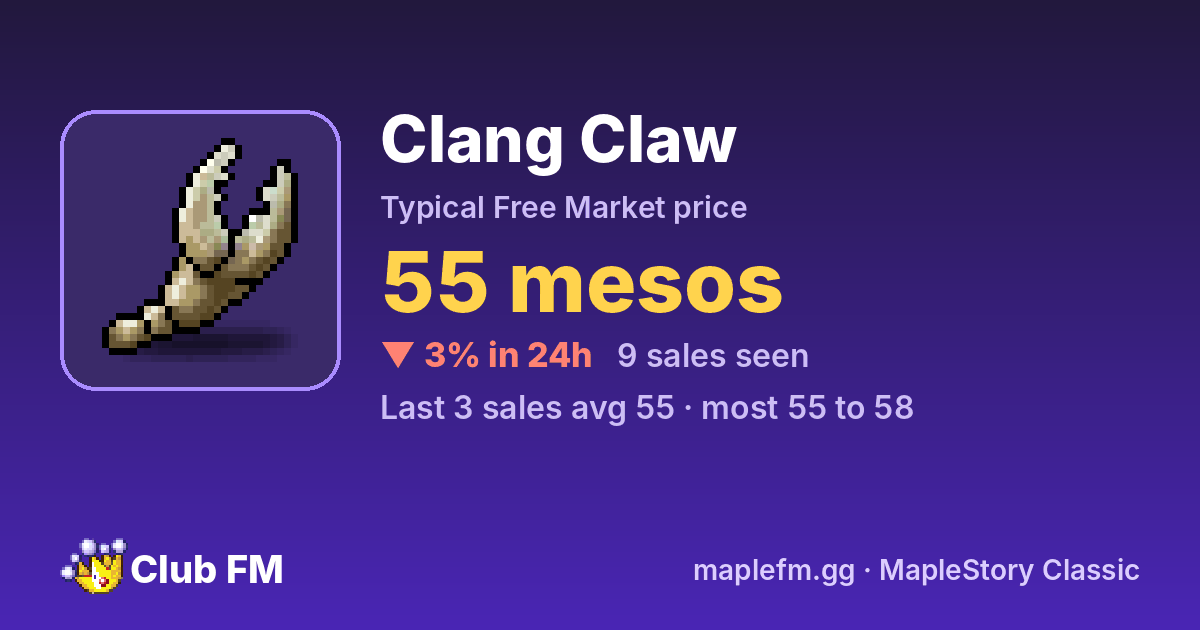 Clang Claw
Typical Free Market price
55 mesos
▼ 3% in 24h 9 sales seen
Last 3 sales avg 55 · most 55 to 58
Club FM
maplefm.gg · MapleStory Classic